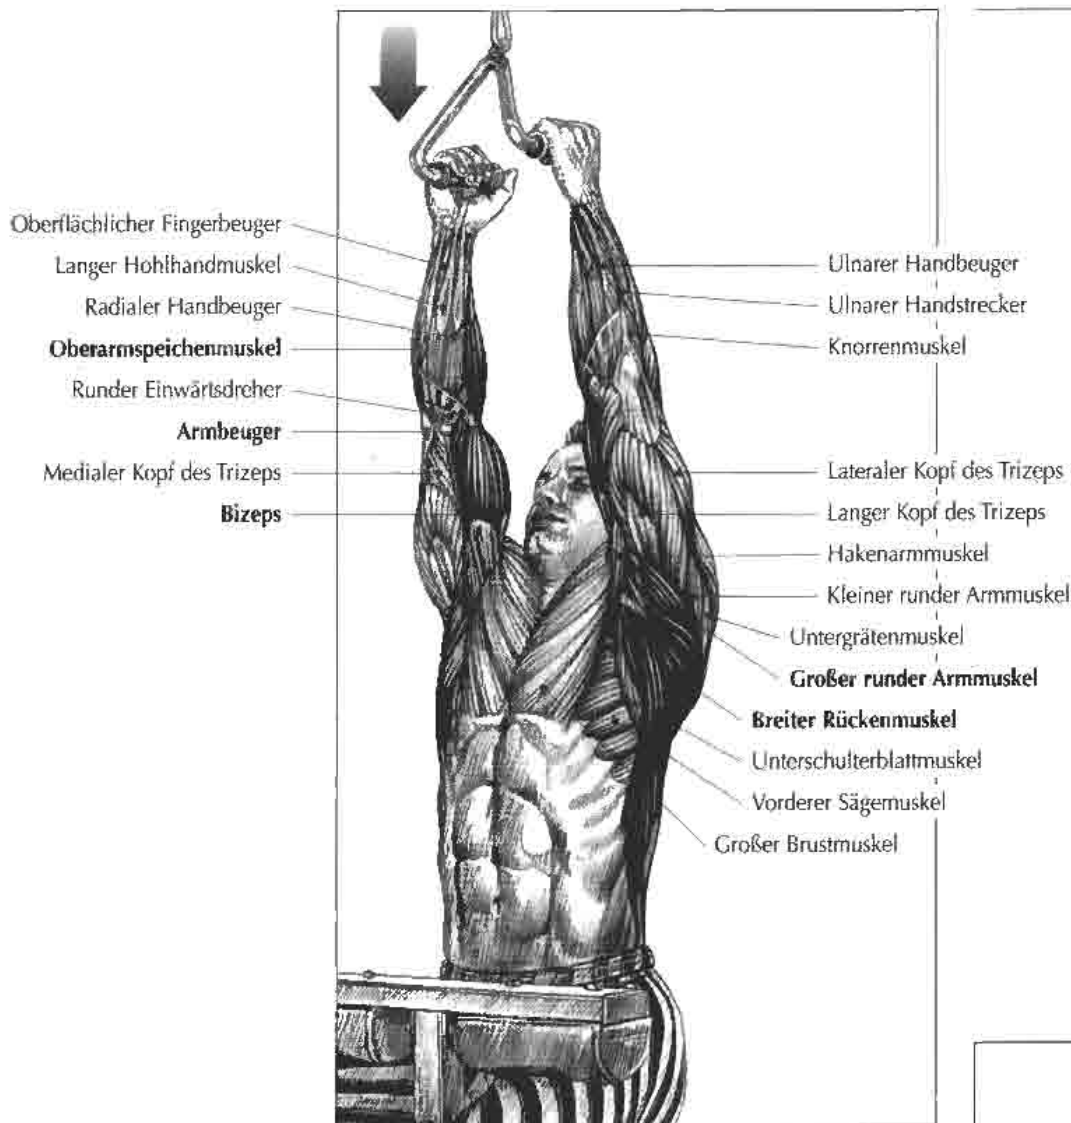 Oberflächlicher Fingerbeuger
Langer Hohlhandmuskel
Radialer Handbeuger
Oberarmspeichenmuskel
Runder Einwärtsdreher
Armbeuger
Medialer Kopf des Trizeps
Bizeps
Ulnarer Handbeuger
Ulnarer Handstrecker
Knorrenmuskel
Lateraler Kopf des Trizeps
Langer Kopf des Trizeps
Hakenarmmuskel
Kleiner runder Armmuskel
Untergrätenmuskel
Großer runder Armmuskel
Breiter Rückenmuskel
Unterschulterblattmuskel
Vorderer Sägemuskel
Großer Brustmuskel